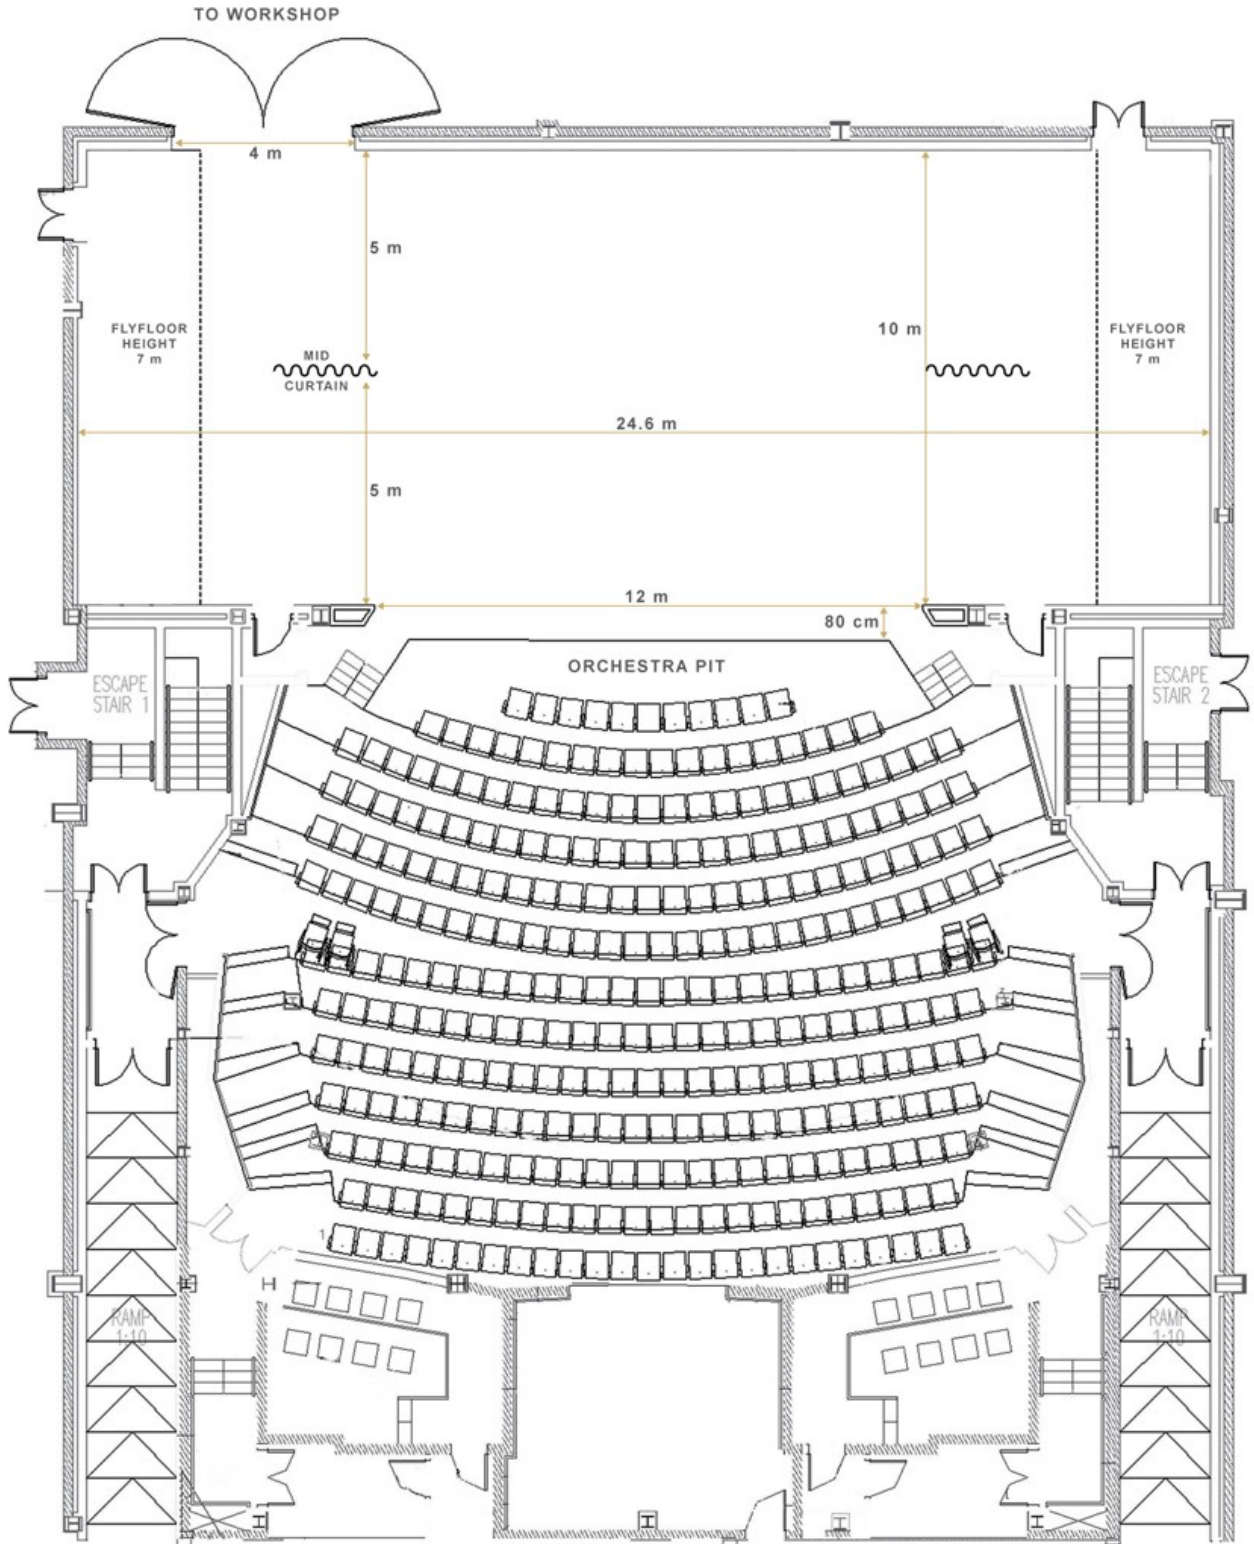 TO WORKSHOP
4 m
5 m
10 m
FLYFLOOR
HEIGHT
7 m
FLYFLOOR
HEIGHT
7 m
MID
CURTAIN
24.6 m
5 m
12 m
80 cm
ORCHESTRA PIT
ESCAPE
STAIR 1
ESCAPE
STAIR 2
1
RAMP
1:10
RAMP
1:10